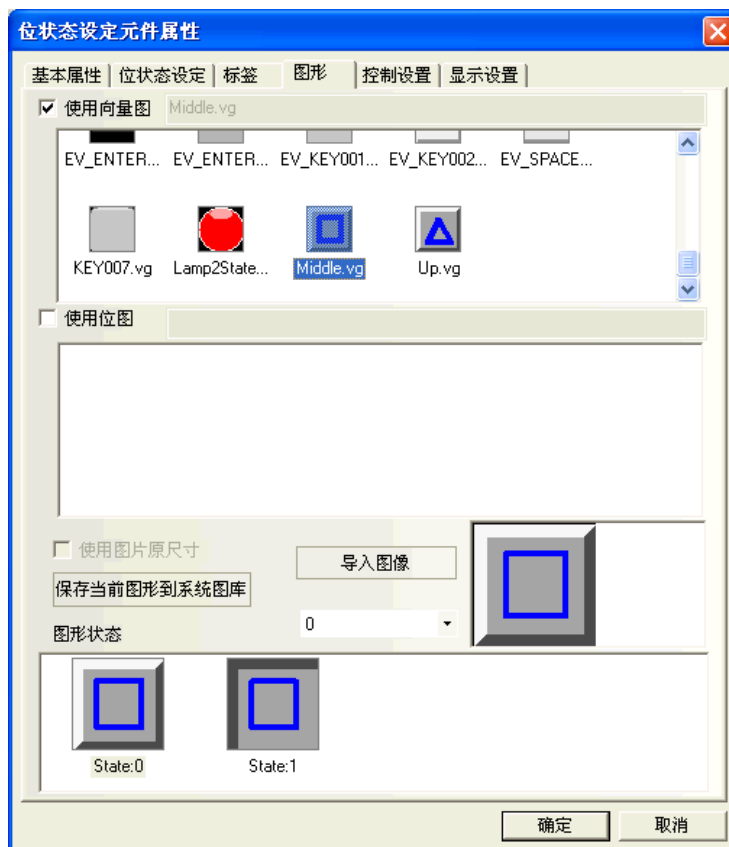 位状态设定元件属性
基本属性 位状态设定 标签 图形 控制设置 显示设置
使用向量图 Middle.vg
EV_ENTER... EV_ENTER... EV_KEY001... EV_KEY002... EV_SPACE...
KEY007.vg Lamp2State... Middle.vg Up.vg
使用位图
使用图片原尺寸
导入图像
保存当前图形到系统图库
0
图形状态
State:0 State:1
确定 取消